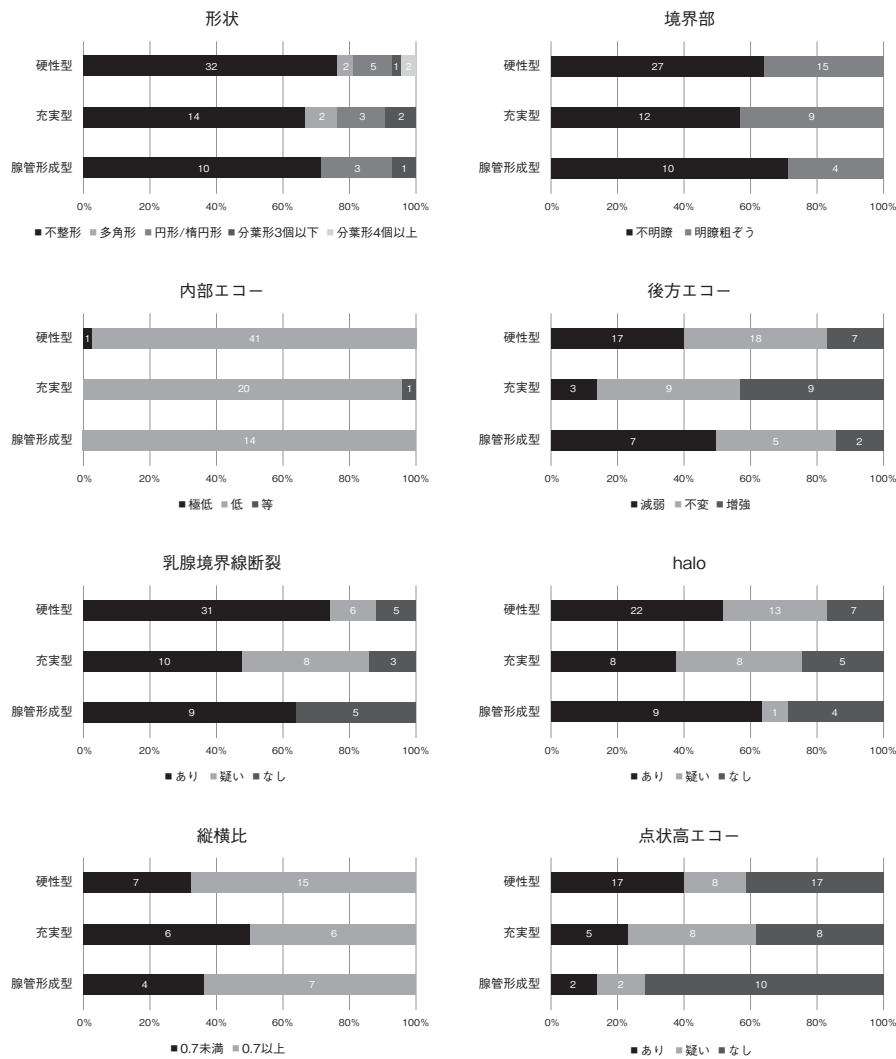 形状
硬性型 32 2 5 1 2
充実型 14 2 3 2
腺管形成型 10 3 1
0% 20% 40% 60% 80% 100%
■不整形 ■多角形 ■円形/楕円形 ■分葉形3個以下 ■分葉形4個以上
境界部
硬性型 27 15
充実型 12 9
腺管形成型 10 4
0% 20% 40% 60% 80% 100%
■不明瞭 ■明瞭粗ぞう
内部エコー
硬性型 1 41
充実型 20 1
腺管形成型 14
0% 20% 40% 60% 80% 100%
■極低 ■低 ■等
後方エコー
硬性型 17 18 7
充実型 3 9 9
腺管形成型 7 5 2
0% 20% 40% 60% 80% 100%
■減弱 ■不変 ■増強
乳腺境界線断裂
硬性型 31 6 5
充実型 10 8 3
腺管形成型 9 5
0% 20% 40% 60% 80% 100%
■あり ■疑い ■なし
halo
硬性型 22 13 7
充実型 8 8 5
腺管形成型 9 1 4
0% 20% 40% 60% 80% 100%
■あり ■疑い ■なし
縦横比
硬性型 7 15
充実型 6 6
腺管形成型 4 7
0% 20% 40% 60% 80% 100%
■0.7未満 ■0.7以上
点状高エコー
硬性型 17 8 17
充実型 5 8 8
腺管形成型 2 2 10
0% 20% 40% 60% 80% 100%
■あり ■疑い ■なし